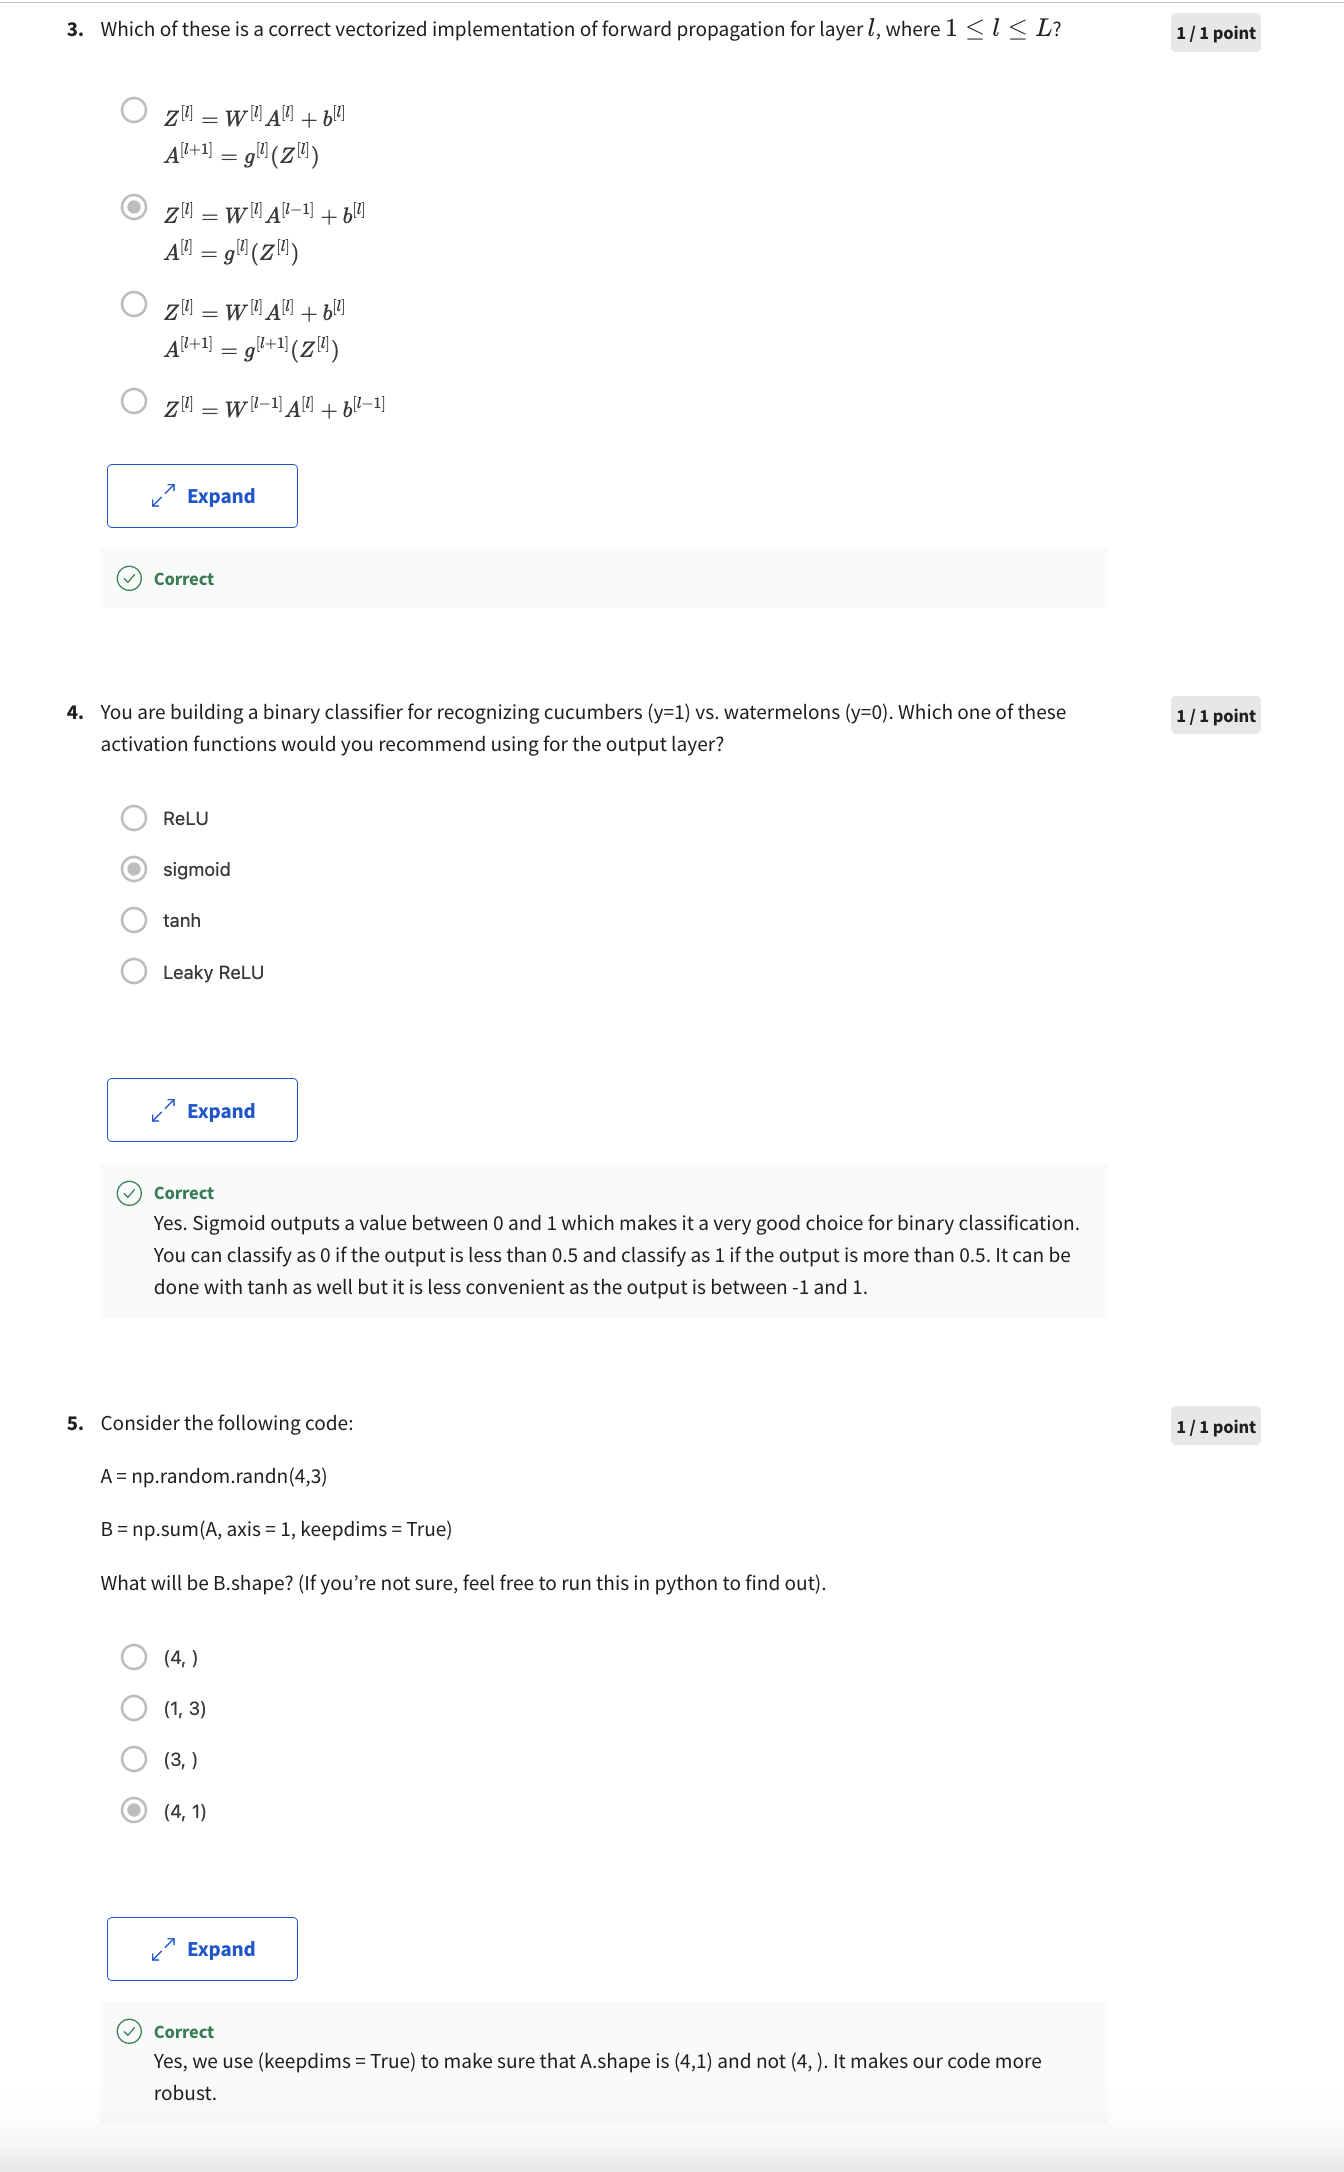 3. Which of these is a correct vectorized implementation of forward propagation for layer l, where 1 ≤ l ≤ L?
1 / 1 point
Z^[l] = W^[l] A^[l] + b^[l]
A^[l+1] = g^[l](Z^[l])
Z^[l] = W^[l] A^[l−1] + b^[l]
A^[l] = g^[l](Z^[l])
Z^[l] = W^[l] A^[l] + b^[l]
A^[l+1] = g^[l+1](Z^[l])
Z^[l] = W^[l−1] A^[l] + b^[l−1]
Expand
Correct
4. You are building a binary classifier for recognizing cucumbers (y=1) vs. watermelons (y=0). Which one of these
1 / 1 point
activation functions would you recommend using for the output layer?
ReLU
sigmoid
tanh
Leaky ReLU
Expand
Correct
Yes. Sigmoid outputs a value between 0 and 1 which makes it a very good choice for binary classification.
You can classify as 0 if the output is less than 0.5 and classify as 1 if the output is more than 0.5. It can be
done with tanh as well but it is less convenient as the output is between -1 and 1.
5. Consider the following code:
1 / 1 point
A = np.random.randn(4,3)
B = np.sum(A, axis = 1, keepdims = True)
What will be B.shape? (If you’re not sure, feel free to run this in python to find out).
(4, )
(1, 3)
(3, )
(4, 1)
Expand
Correct
Yes, we use (keepdims = True) to make sure that A.shape is (4,1) and not (4, ). It makes our code more
robust.